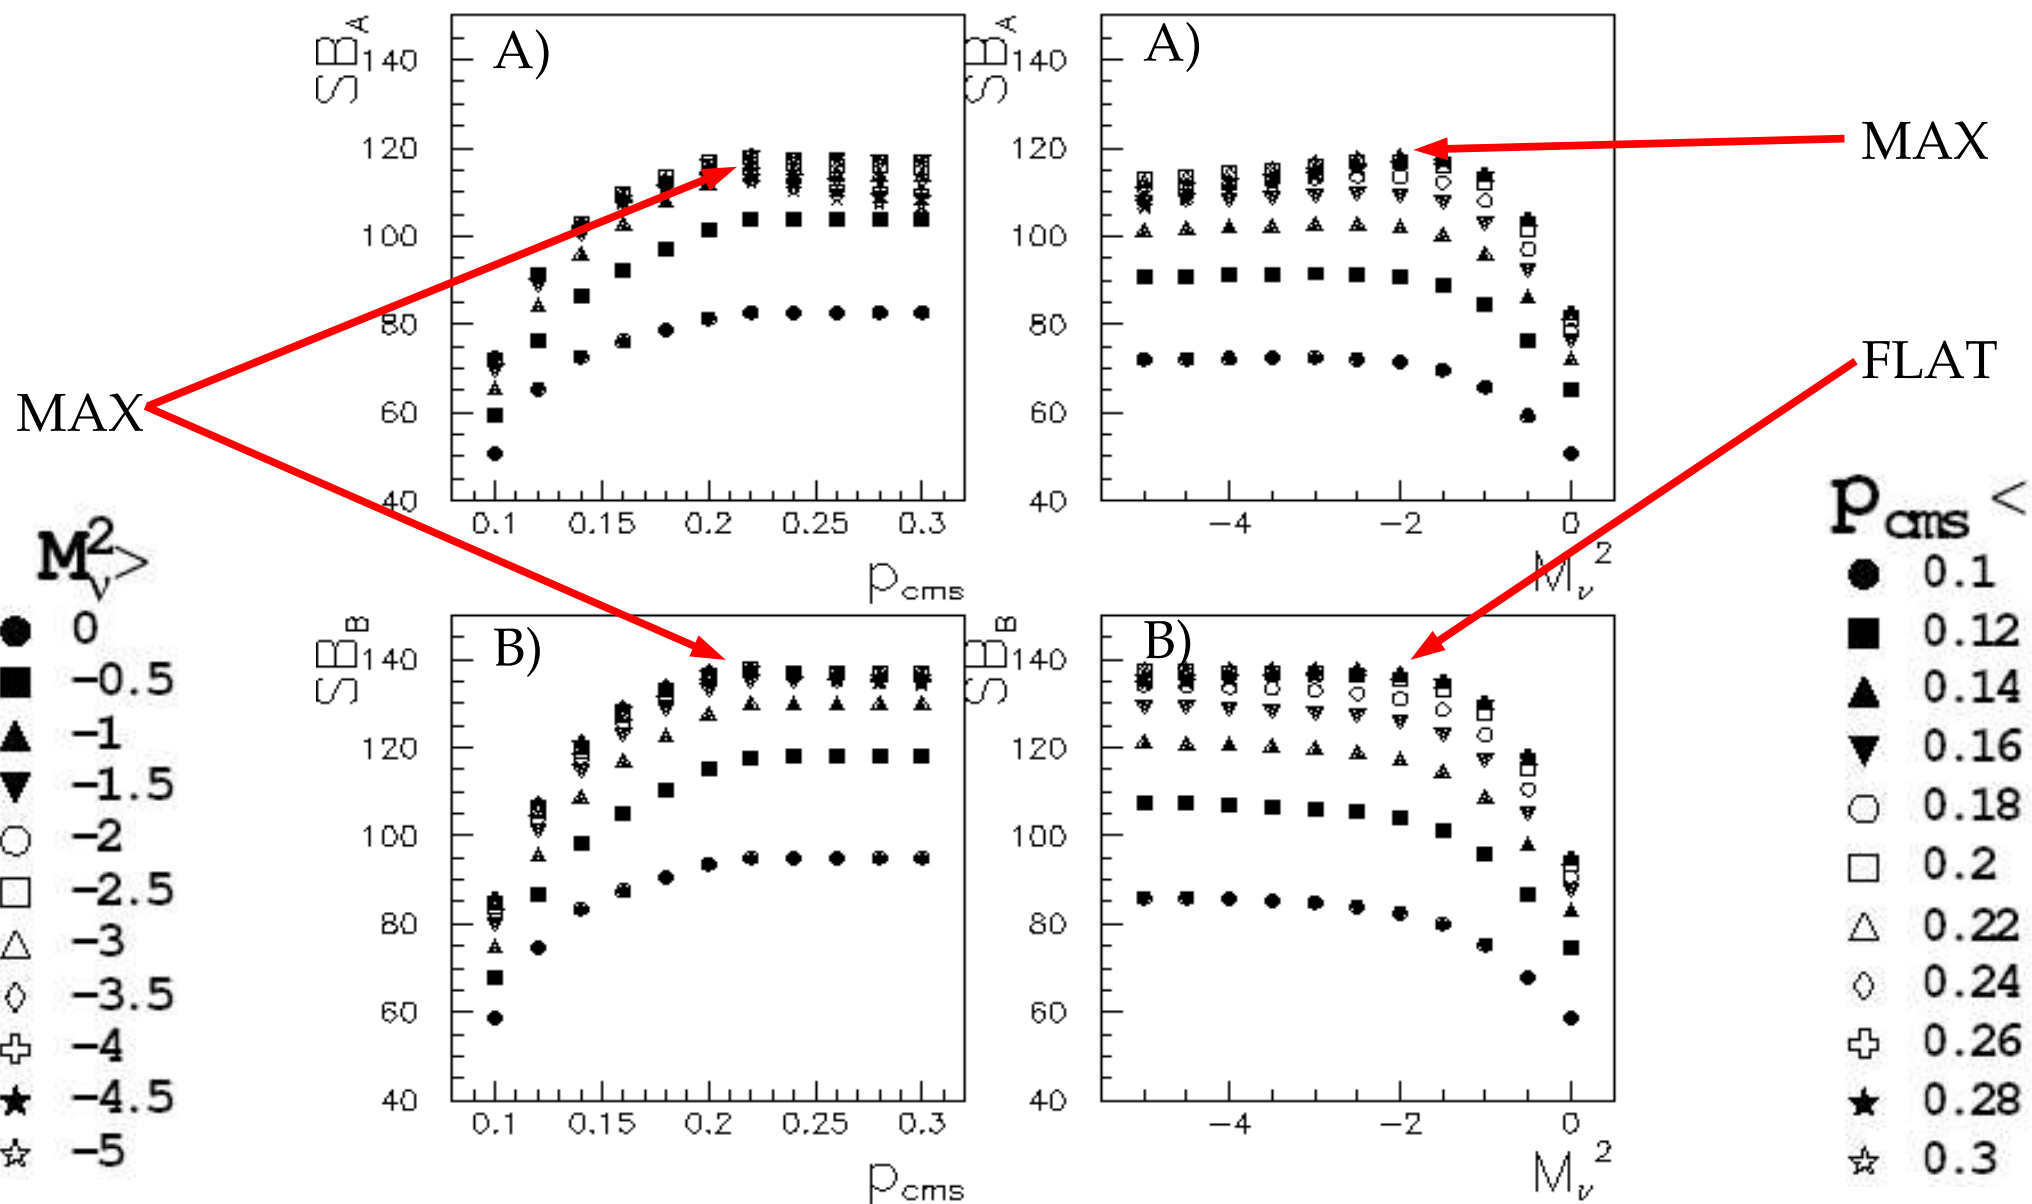 A)
SB_A
140
120
100
80
60
40
0.1 0.15 0.2 0.25 0.3
p_cms
A)
SB_A
140
120
100
80
60
40
−4 −2 0
M_ν^2
MAX
FLAT
MAX
B)
SB_B
140
120
100
80
60
40
0.1 0.15 0.2 0.25 0.3
p_cms
B)
SB_B
140
120
100
80
60
40
−4 −2 0
M_ν^2
M_ν^2>
0
−0.5
−1
−1.5
−2
−2.5
−3
−3.5
−4
−4.5
−5
p_cms <
0.1
0.12
0.14
0.16
0.18
0.2
0.22
0.24
0.26
0.28
0.3